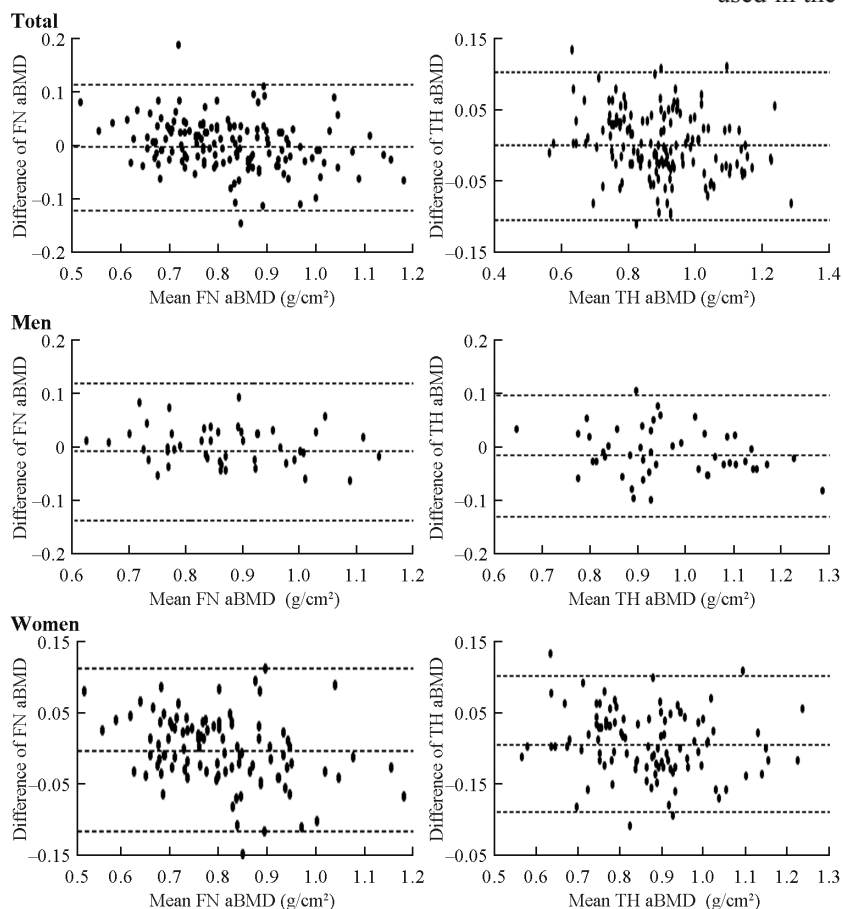 used in the
Total
Difference of FN aBMD
0.2
0.1
0
−0.1
−0.2
0.5 0.6 0.7 0.8 0.9 1.0 1.1 1.2
Mean FN aBMD (g/cm²)
Difference of TH aBMD
0.15
0.05
−0.05
−0.15
0.4 0.6 0.8 1.0 1.2 1.4
Mean TH aBMD (g/cm²)
Men
Difference of FN aBMD
0.2
0.1
0
−0.1
−0.2
0.6 0.7 0.8 0.9 1.0 1.1 1.2
Mean FN aBMD (g/cm²)
Difference of TH aBMD
0.2
0.1
0
−0.1
−0.2
0.6 0.7 0.8 0.9 1.0 1.1 1.2 1.3
Mean TH aBMD (g/cm²)
Women
Difference of FN aBMD
0.15
0.05
−0.05
−0.15
0.5 0.6 0.7 0.8 0.9 1.0 1.1 1.2
Mean FN aBMD (g/cm²)
Difference of TH aBMD
0.15
0.05
−0.15
−0.05
0.5 0.6 0.7 0.8 0.9 1.0 1.1 1.2 1.3
Mean TH aBMD (g/cm²)